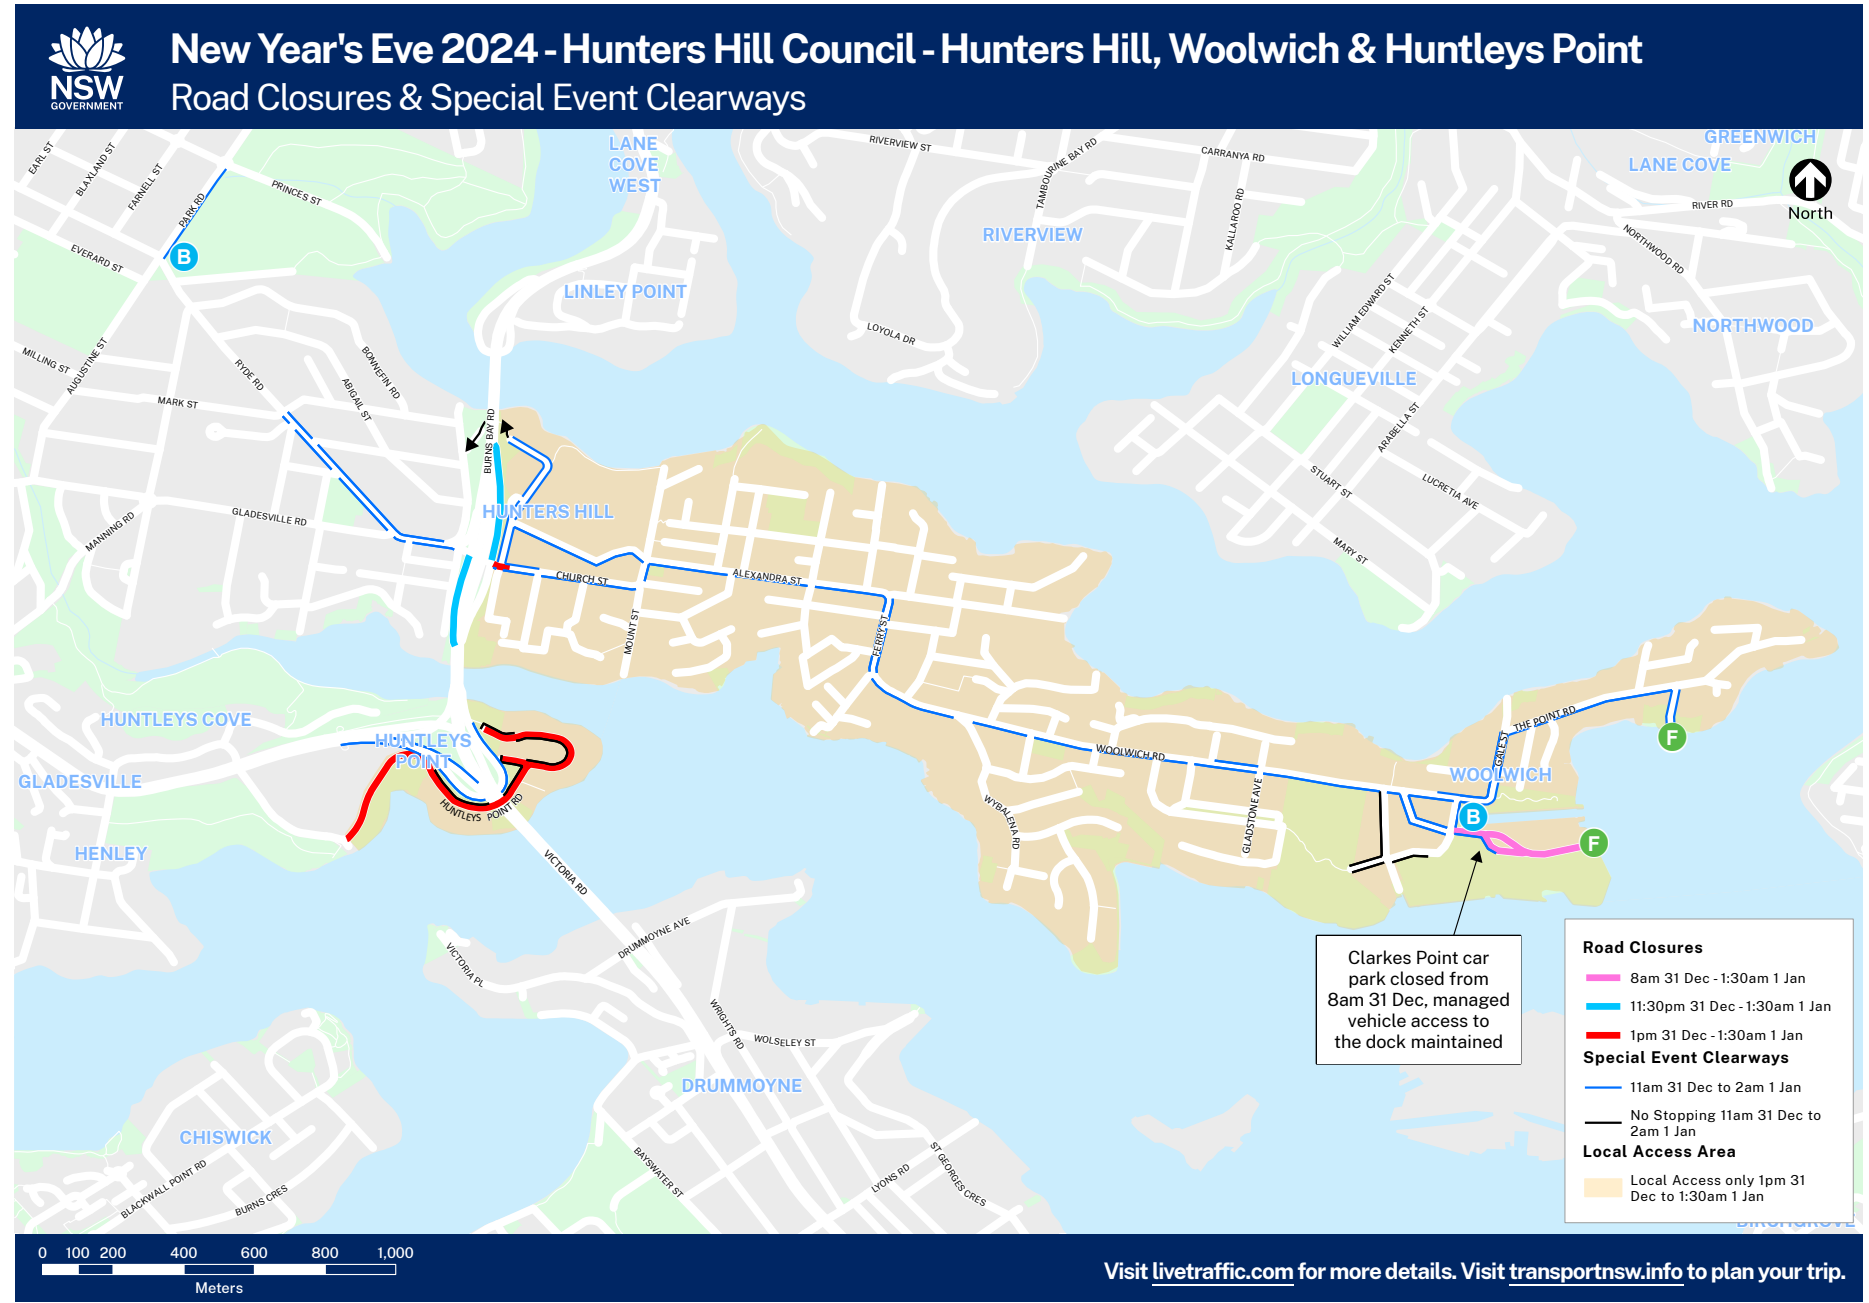 New Year's Eve 2024 - Hunters Hill Council - Hunters Hill, Woolwich & Huntleys Point
Road Closures & Special Event Clearways
NSW
GOVERNMENT
GREENWICH
LANE
COVE
WEST
LANE COVE
North
RIVERVIEW ST
TAMBOURINE BAY RD
CARRANYA RD
EARL ST
BLAXLAND ST
FARNELL ST
PARK RD
PRINCES ST
KALLAROO RD
RIVER RD
NORTHWOOD RD
RIVERVIEW
EVERARD ST
B
LINLEY POINT
WILLIAM EDWARD ST
KENNETH ST
NORTHWOOD
LOYOLA DR
MILLING ST
AUGUSTINE ST
RYDE RD
BONNEFIN RD
ABIGAIL ST
MARK ST
LONGUEVILLE
ARABELLA ST
BURNS BAY RD
STUART ST
LUCRETIA AVE
MANNING RD
GLADESVILLE RD
HUNTERS HILL
MARY ST
CHURCH ST
ALEXANDRA ST
MOUNT ST
FERRY ST
HUNTLEYS COVE
HUNTLEYS
POINT
THE POINT RD
GALE ST
F
WOOLWICH RD
WOOLWICH
GLADESVILLE
HUNTLEYS POINT RD
WYBALENA RD
GLADSTONE AVE
B
F
HENLEY
VICTORIA RD
DRUMMOYNE AVE
VICTORIA PL
Clarkes Point car
park closed from
8am 31 Dec, managed
vehicle access to
the dock maintained
WRIGHTS RD
WOLSELEY ST
DRUMMOYNE
CHISWICK
BLACKWALL POINT RD
BURNS CRES
BAYSWATER ST
LYONS RD
ST GEORGES CRES
Road Closures
8am 31 Dec - 1:30am 1 Jan
11:30pm 31 Dec - 1:30am 1 Jan
1pm 31 Dec - 1:30am 1 Jan
Special Event Clearways
11am 31 Dec to 2am 1 Jan
No Stopping 11am 31 Dec to
2am 1 Jan
Local Access Area
Local Access only 1pm 31
Dec to 1:30am 1 Jan
BIRCHGROVE
0 100 200 400 600 800 1,000
Meters
Visit livetraffic.com for more details. Visit transportnsw.info to plan your trip.